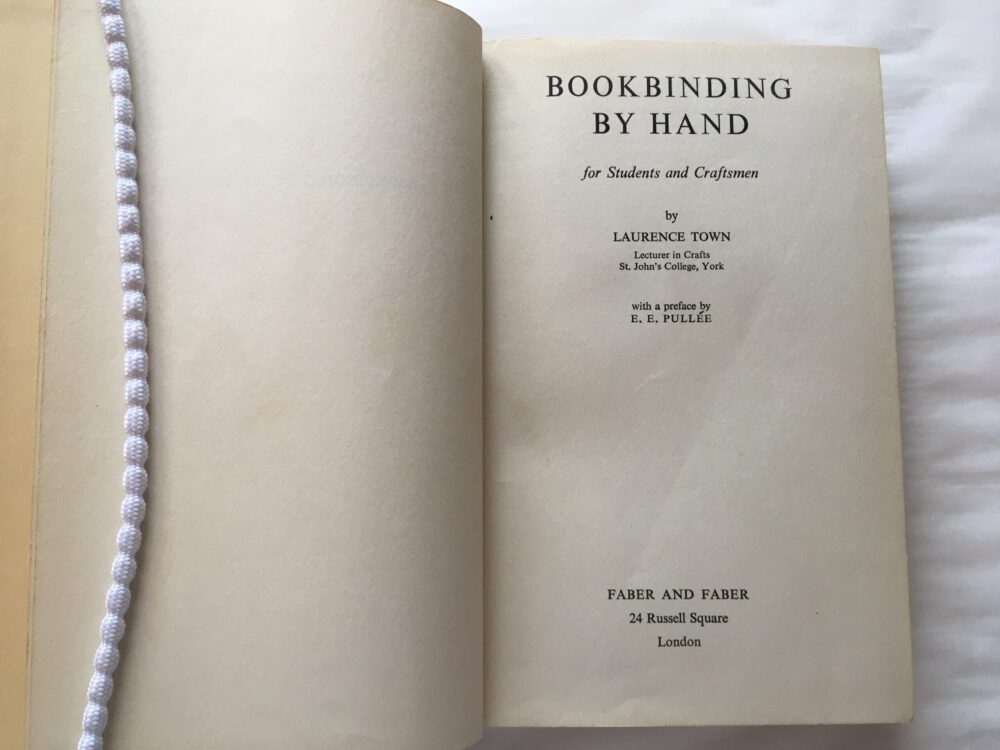 BOOKBINDING
BY HAND
for Students and Craftsmen
by
LAURENCE TOWN
Lecturer in Crafts
St. John's College, York
with a preface by
E. E. PULLÉE
FABER AND FABER
24 Russell Square
London